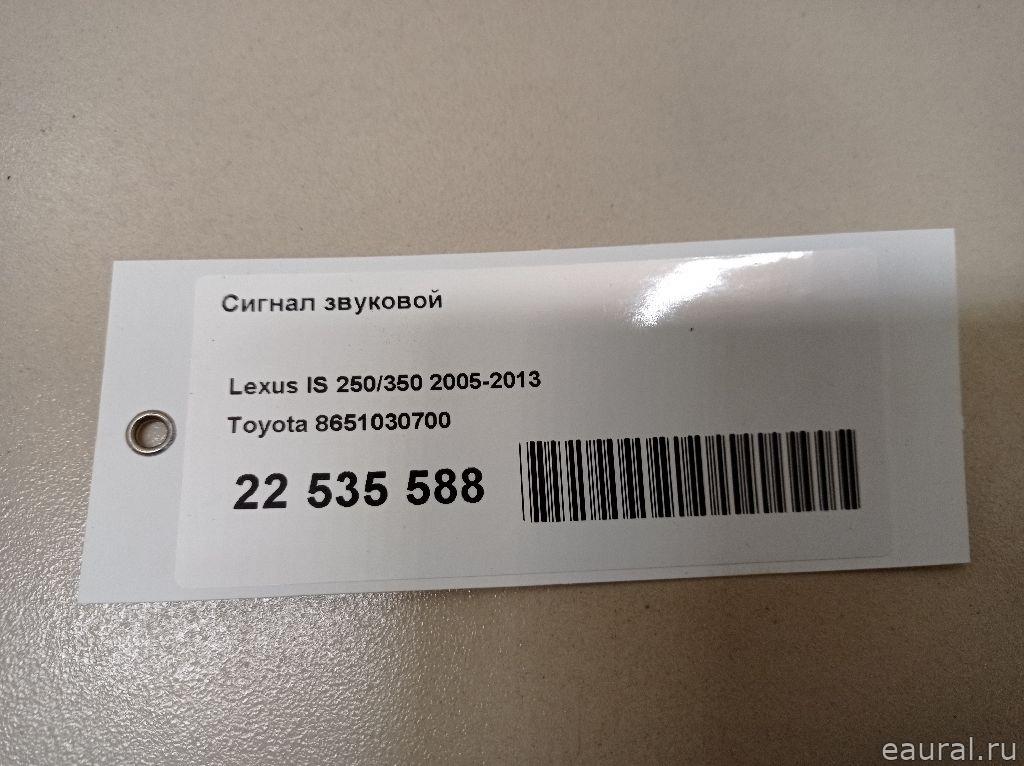 Сигнал звуковой
Lexus IS 250/350 2005-2013
Toyota 8651030700
22 535 588
eaural.ru